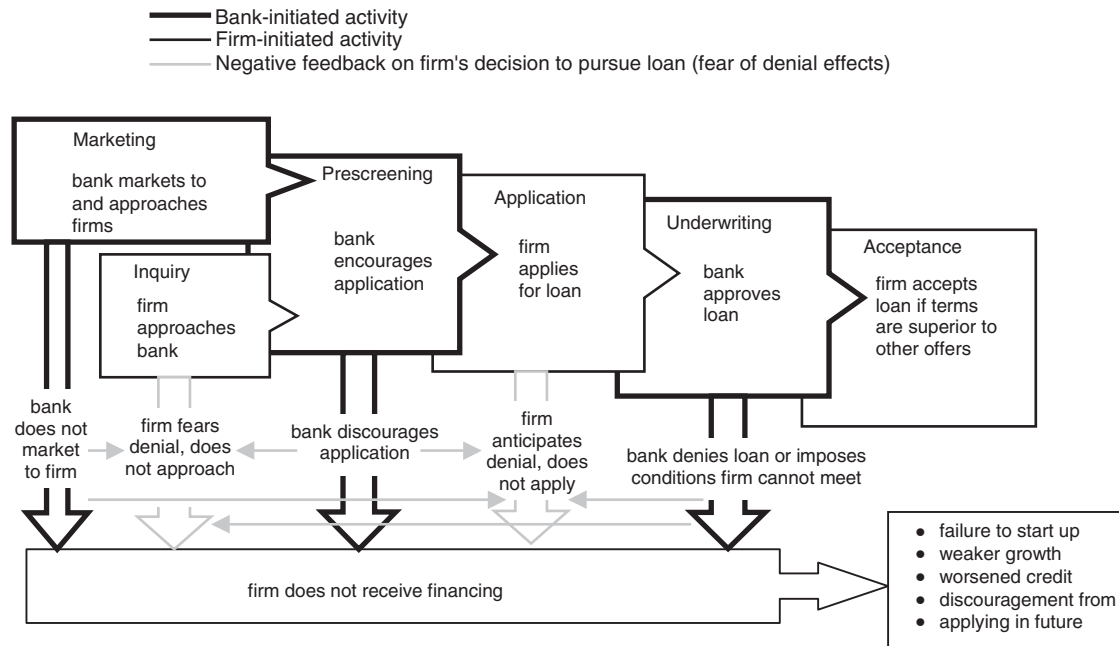 Bank-initiated activity
Firm-initiated activity
Negative feedback on firm's decision to pursue loan (fear of denial effects)
Marketing
bank markets to
and approaches
firms
Prescreening
bank
encourages
application
Application
firm
applies
for loan
Underwriting
bank
approves
loan
Acceptance
firm accepts
loan if terms
are superior to
other offers
Inquiry
firm
approaches
bank
bank
does not
market
to firm
firm fears
denial, does
not approach
bank discourages
application
firm
anticipates
denial, does
not apply
bank denies loan or imposes
conditions firm cannot meet
firm does not receive financing
• failure to start up
• weaker growth
• worsened credit
• discouragement from
• applying in future